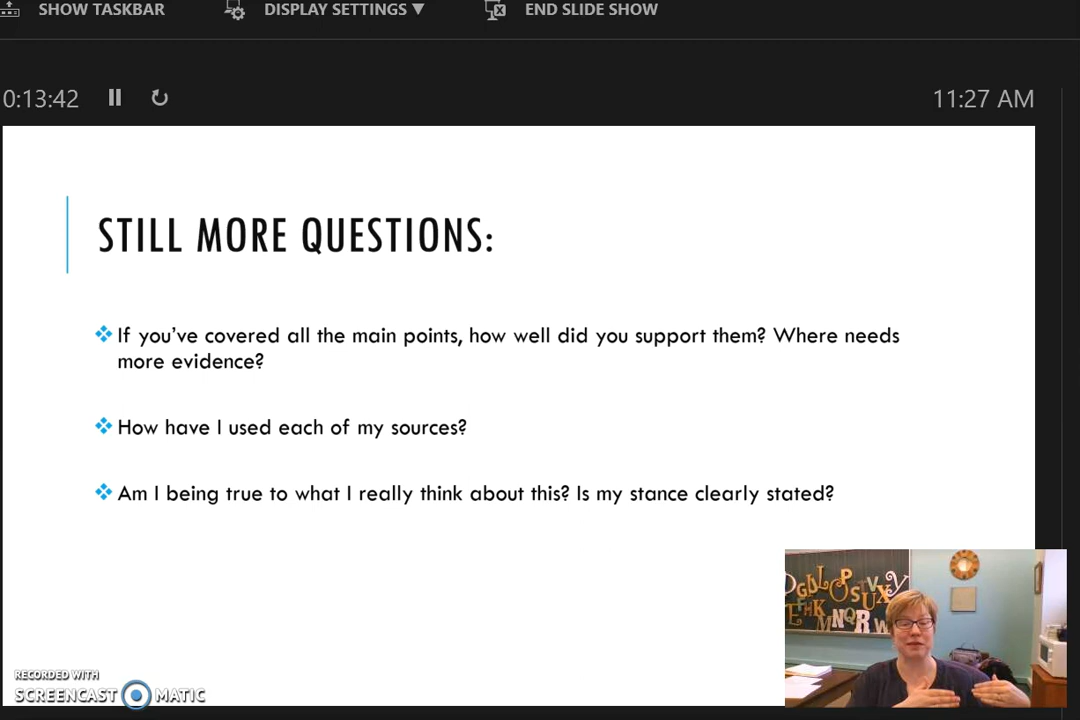 SHOW TASKBAR DISPLAY SETTINGS ▼ END SLIDE SHOW
0:13:42 11:27 AM
STILL MORE QUESTIONS:
❖ If you've covered all the main points, how well did you support them? Where needs
more evidence?
❖ How have I used each of my sources?
❖ Am I being true to what I really think about this? Is my stance clearly stated?
RECORDED WITH
SCREENCAST MATIC